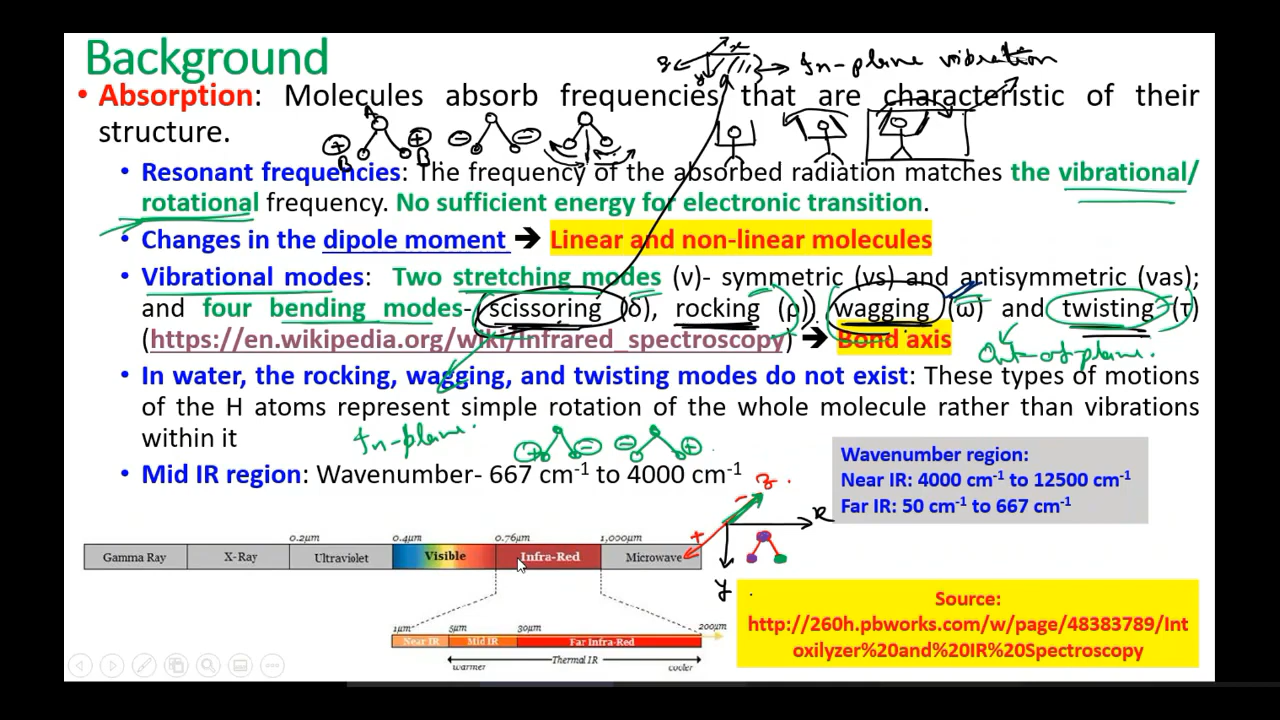 Background
In-plane vibration
• Absorption: Molecules absorb frequencies that are characteristic of their
structure.
• Resonant frequencies: The frequency of the absorbed radiation matches the vibrational/
rotational frequency. No sufficient energy for electronic transition.
• Changes in the dipole moment ➔ Linear and non-linear molecules
• Vibrational modes: Two stretching modes (ν)- symmetric (νs) and antisymmetric (νas);
and four bending modes- scissoring (δ), rocking (ρ), wagging (ω) and twisting (τ)
(https://en.wikipedia.org/wiki/Infrared_spectroscopy) ➔ Bond axis
Out-of-plane.
• In water, the rocking, wagging, and twisting modes do not exist: These types of motions
of the H atoms represent simple rotation of the whole molecule rather than vibrations
within it
In-plane.
• Mid IR region: Wavenumber- 667 cm-1 to 4000 cm-1
Wavenumber region:
Near IR: 4000 cm-1 to 12500 cm-1
Far IR: 50 cm-1 to 667 cm-1
z
x
y
0.2μm 0.4μm 0.76μm 1,000μm
Gamma Ray X-Ray Ultraviolet Visible Infra-Red Microwave
1μm 5μm 30μm 200μm
Near IR Mid IR Far Infra-Red
warmer Thermal IR cooler
Source:
http://260h.pbworks.com/w/page/48383789/Int
oxilyzer%20and%20IR%20Spectroscopy